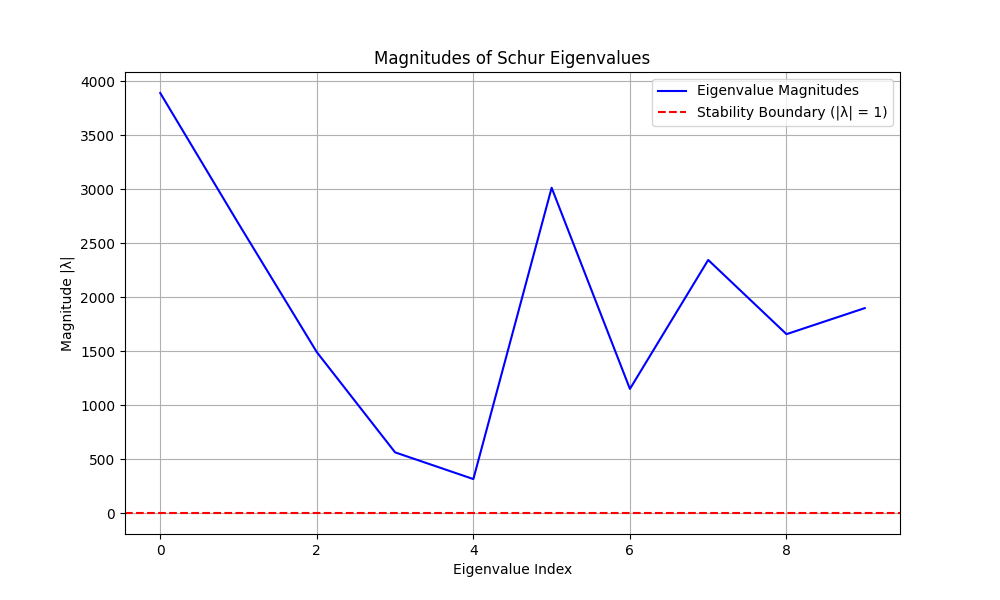 Magnitudes of Schur Eigenvalues
Eigenvalue Magnitudes
Stability Boundary (|λ| = 1)
Magnitude |λ|
4000
3500
3000
2500
2000
1500
1000
500
0
0 2 4 6 8
Eigenvalue Index